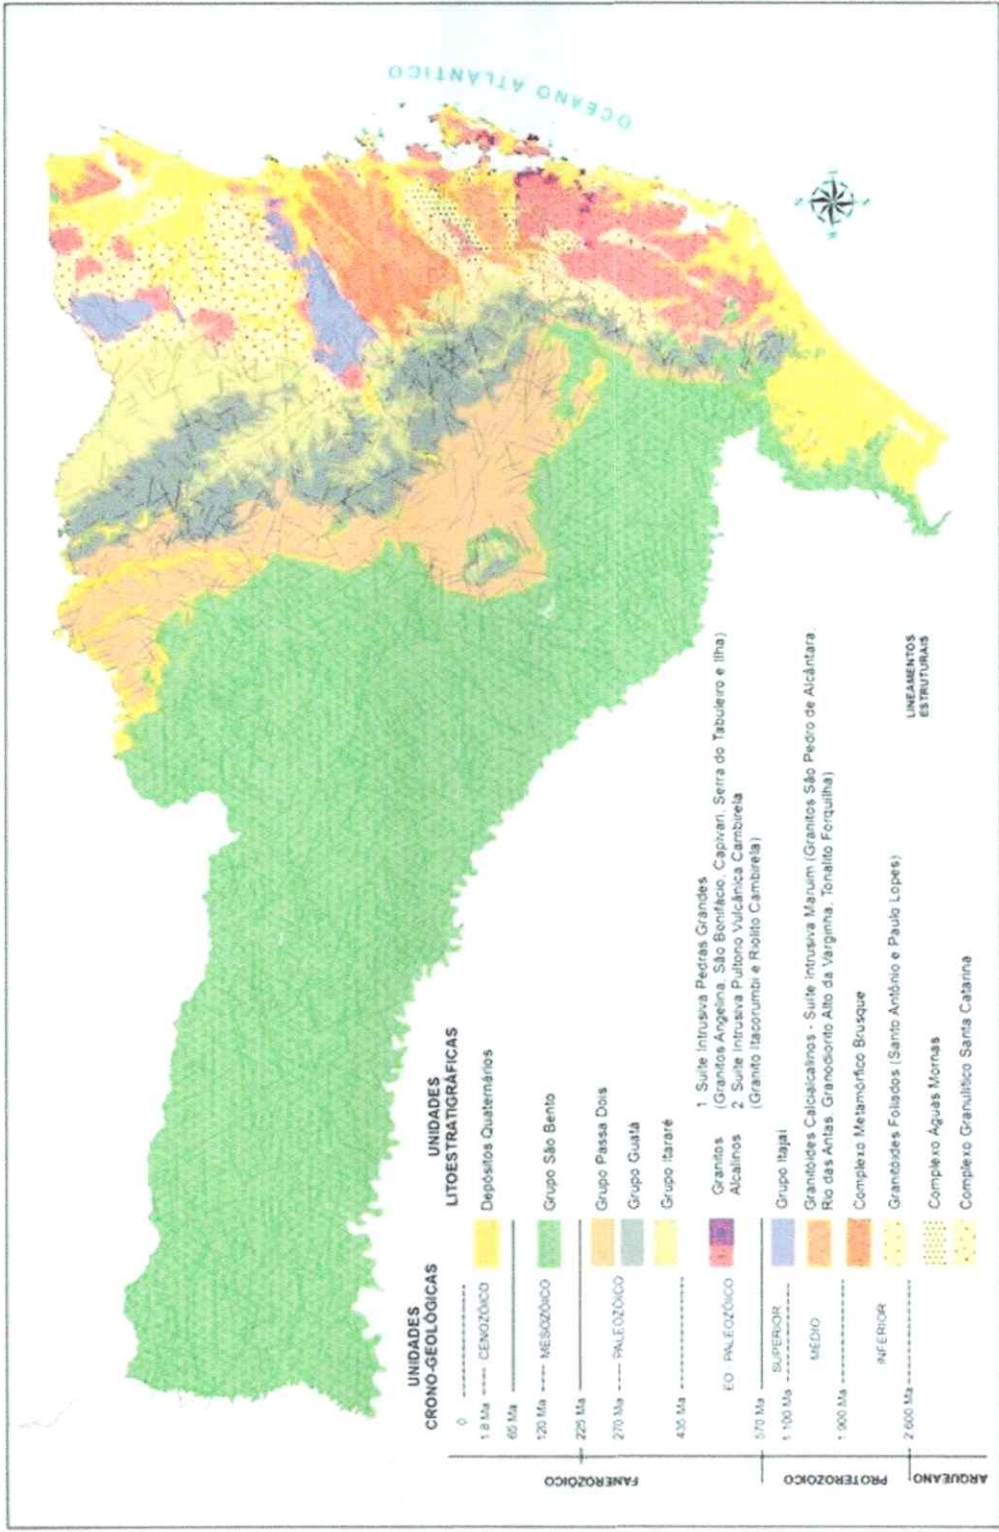 OCEANO ATLÂNTICO
UNIDADES
CRONO-GEOLÓGICAS
UNIDADES
LITOESTRATIGRÁFICAS
0
1.8 Ma
CENOZÓICO
Depósitos Quaternários
65 Ma
120 Ma
MESOZÓICO
Grupo São Bento
225 Ma
Grupo Passa Dois
270 Ma
PALEOZÓICO
Grupo Guatá
Grupo Itararé
435 Ma
EO. PALEOZÓICO
Granitos
Alcalinos
1. Suíte Intrusiva Pedras Grandes
(Granitos Angelina, São Bonifácio, Capivari, Serra do Tabuleiro e Ilha)
2. Suíte Intrusiva Pultono Vulcânica Cambirela
(Granito Itacorumbi e Riolito Cambirela)
570 Ma
SUPERIOR
Grupo Itajaí
1.100 Ma
MÉDIO
Granitóides Calcialcalinos - Suíte Intrusiva Maruim (Granitos São Pedro de Alcântara,
Rio das Antas, Granodiorito Alto da Varginha, Tonalito Forquilha)
1.900 Ma
Complexo Metamórfico Brusque
INFERIOR
Granitóides Foliados (Santo Antônio e Paulo Lopes)
2.600 Ma
Complexo Águas Mornas
Complexo Granulítico Santa Catarina
FANEROZÓICO
PROTEROZOICO
ARQUEANO
LINEAMENTOS
ESTRUTURAIS